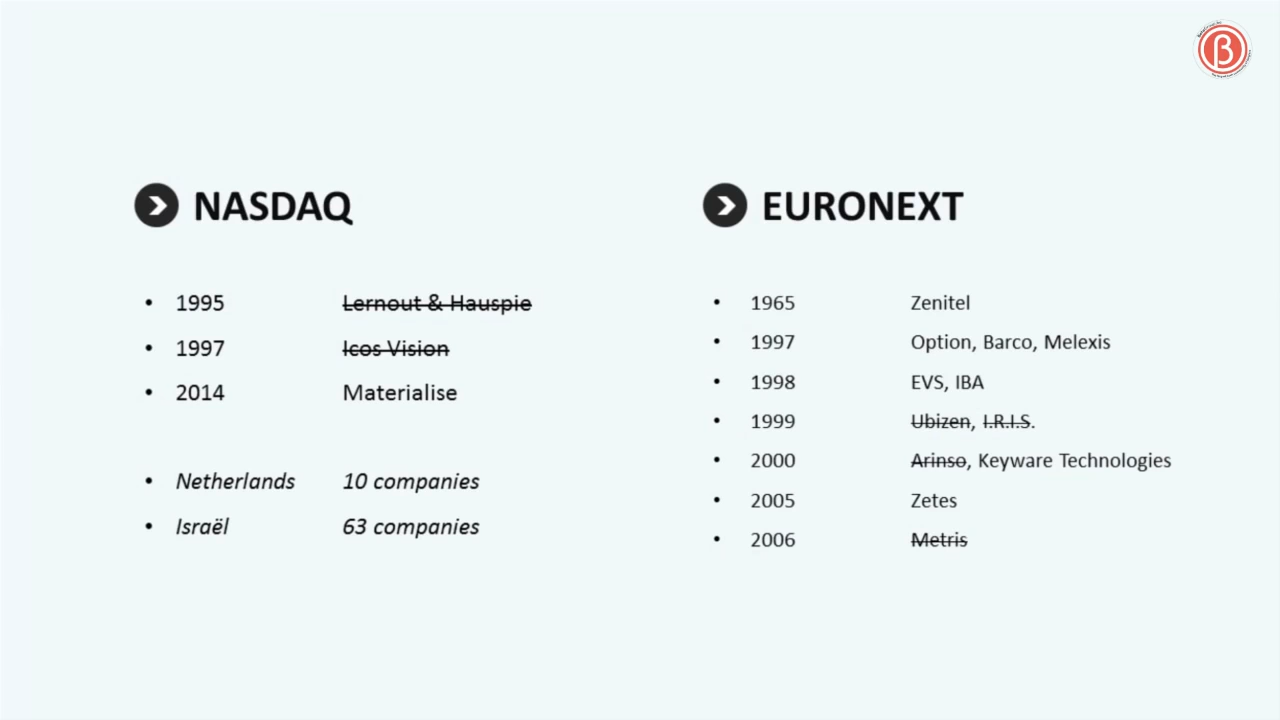 β
NASDAQ
• 1995 Lernout & Hauspie
• 1997 Icos Vision
• 2014 Materialise
• Netherlands 10 companies
• Israël 63 companies
EURONEXT
• 1965 Zenitel
• 1997 Option, Barco, Melexis
• 1998 EVS, IBA
• 1999 Ubizen, I.R.I.S.
• 2000 Arinso, Keyware Technologies
• 2005 Zetes
• 2006 Metris